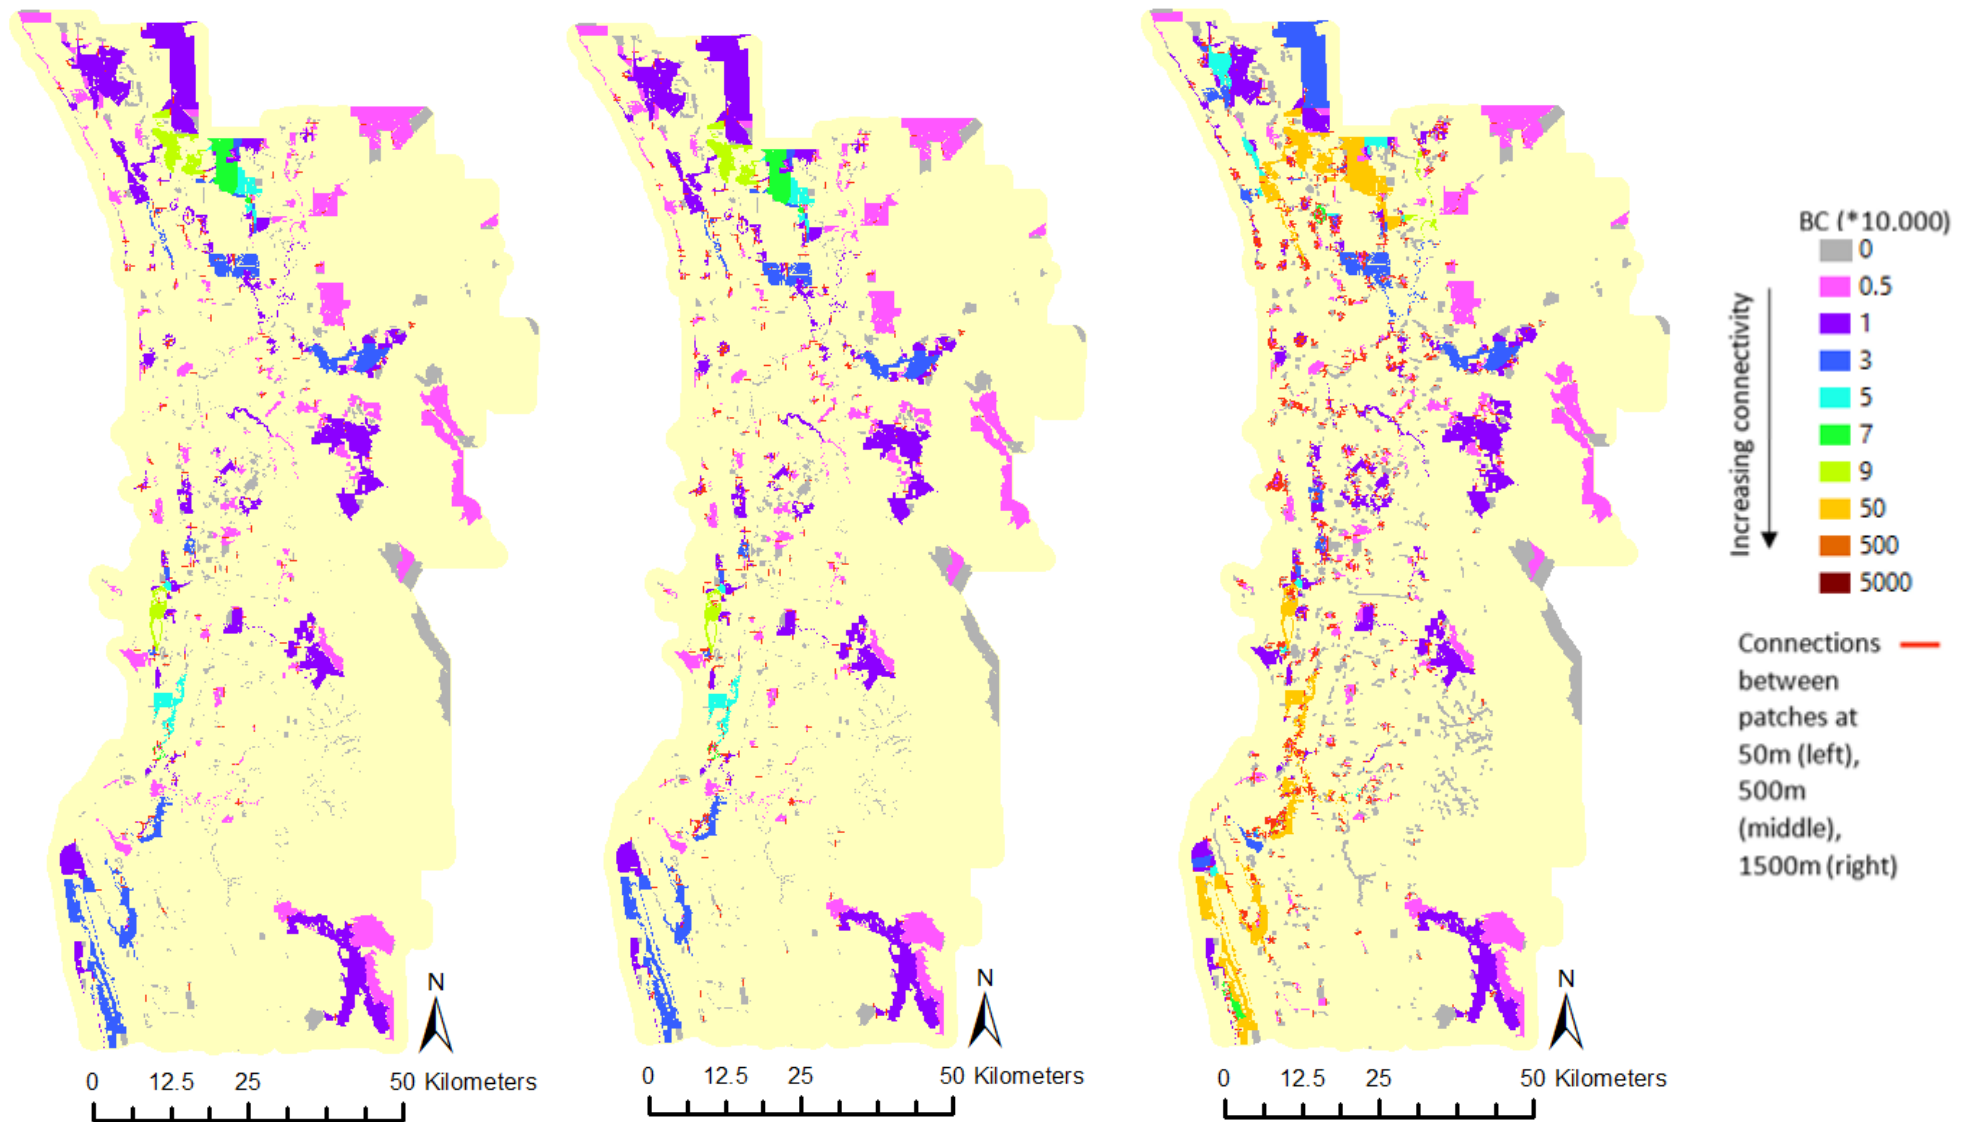 BC (*10.000)
0
0.5
1
3
5
7
9
50
500
5000
Increasing connectivity
Connections
between
patches at
50m (left),
500m
(middle),
1500m (right)
N
0 12.5 25 50 Kilometers
N
0 12.5 25 50 Kilometers
N
0 12.5 25 50 Kilometers